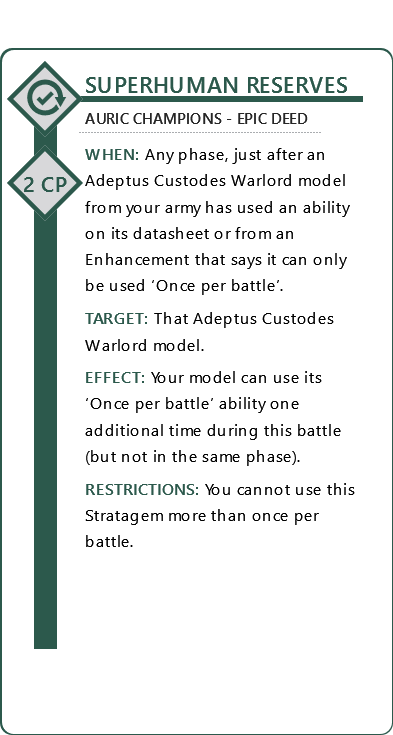 SUPERHUMAN RESERVES
AURIC CHAMPIONS - EPIC DEED
2 CP
WHEN: Any phase, just after an
Adeptus Custodes Warlord model
from your army has used an ability
on its datasheet or from an
Enhancement that says it can only
be used ‘Once per battle’.
TARGET: That Adeptus Custodes
Warlord model.
EFFECT: Your model can use its
‘Once per battle’ ability one
additional time during this battle
(but not in the same phase).
RESTRICTIONS: You cannot use this
Stratagem more than once per
battle.